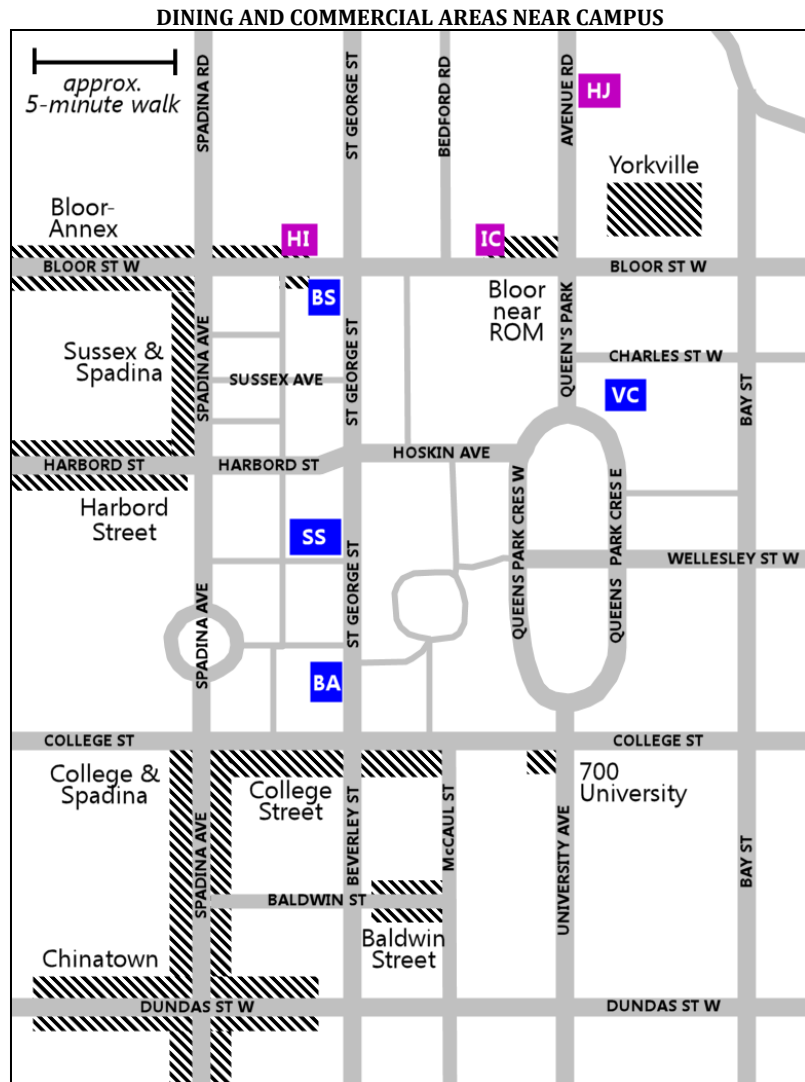 DINING AND COMMERCIAL AREAS NEAR CAMPUS
approx.
5-minute walk
SPADINA RD
ST GEORGE ST
BEDFORD RD
AVENUE RD
HJ
Yorkville
Bloor-
Annex
HI
IC
BLOOR ST W
BLOOR ST W
BS
Bloor
near
ROM
QUEEN'S PARK
Sussex &
Spadina
SPADINA AVE
SUSSEX AVE
ST GEORGE ST
CHARLES ST W
VC
BAY ST
HARBORD ST
HARBORD ST
HOSKIN AVE
Harbord
Street
SS
ST GEORGE ST
QUEENS PARK CRES W
QUEENS PARK CRES E
WELLESLEY ST W
SPADINA AVE
BA
COLLEGE ST
COLLEGE ST
College &
Spadina
College
Street
700
University
SPADINA AVE
BEVERLEY ST
McCAUL ST
UNIVERSITY AVE
BAY ST
BALDWIN ST
Baldwin
Street
Chinatown
DUNDAS ST W
DUNDAS ST W